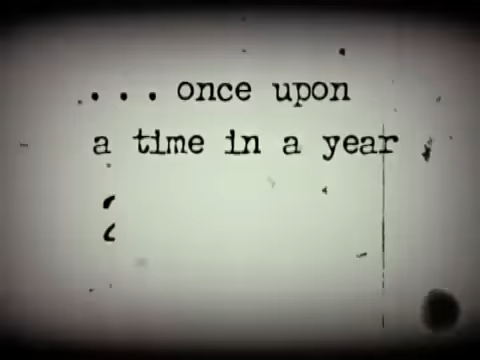 . . . once upon
a time in a year